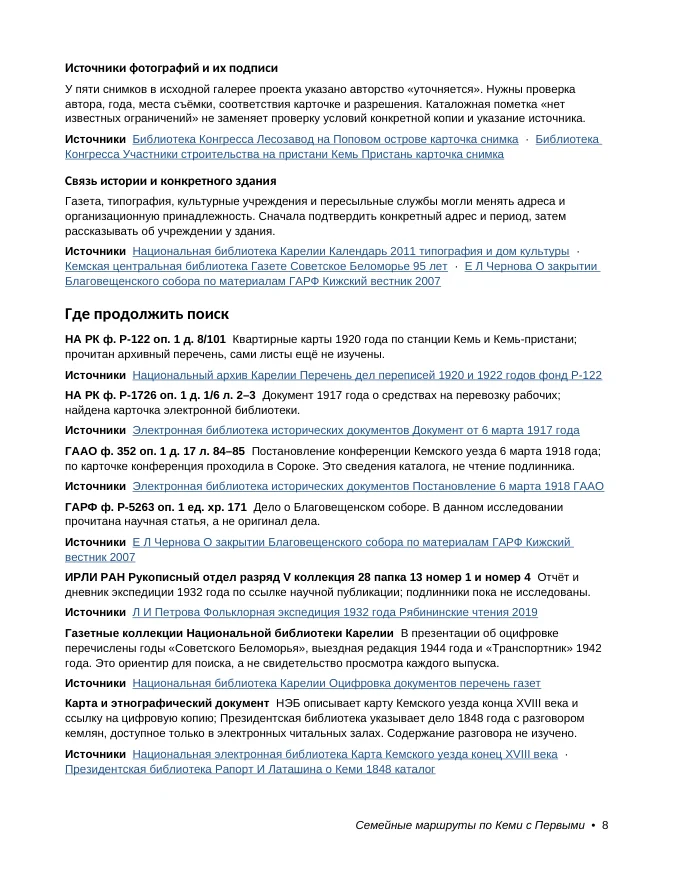 Источники фотографий и их подписи
У пяти снимков в исходной галерее проекта указано авторство «уточняется». Нужны проверка
автора, года, места съёмки, соответствия карточке и разрешения. Каталожная пометка «нет
известных ограничений» не заменяет проверку условий конкретной копии и указание источника.
Источники Библиотека Конгресса Лесозавод на Поповом острове карточка снимка · Библиотека
Конгресса Участники строительства на пристани Кемь Пристань карточка снимка
Связь истории и конкретного здания
Газета, типография, культурные учреждения и пересыльные службы могли менять адреса и
организационную принадлежность. Сначала подтвердить конкретный адрес и период, затем
рассказывать об учреждении у здания.
Источники Национальная библиотека Карелии Календарь 2011 типография и дом культуры ·
Кемская центральная библиотека Газете Советское Беломорье 95 лет · Е Л Чернова О закрытии
Благовещенского собора по материалам ГАРФ Кижский вестник 2007
Где продолжить поиск
НА РК ф. Р-122 оп. 1 д. 8/101 Квартирные карты 1920 года по станции Кемь и Кемь-пристани;
прочитан архивный перечень, сами листы ещё не изучены.
Источники Национальный архив Карелии Перечень дел переписей 1920 и 1922 годов фонд Р-122
НА РК ф. Р-1726 оп. 1 д. 1/6 л. 2–3 Документ 1917 года о средствах на перевозку рабочих;
найдена карточка электронной библиотеки.
Источники Электронная библиотека исторических документов Документ от 6 марта 1917 года
ГААО ф. 352 оп. 1 д. 17 л. 84–85 Постановление конференции Кемского уезда 6 марта 1918 года;
по карточке конференция проходила в Сороке. Это сведения каталога, не чтение подлинника.
Источники Электронная библиотека исторических документов Постановление 6 марта 1918 ГААО
ГАРФ ф. Р-5263 оп. 1 ед. хр. 171 Дело о Благовещенском соборе. В данном исследовании
прочитана научная статья, а не оригинал дела.
Источники Е Л Чернова О закрытии Благовещенского собора по материалам ГАРФ Кижский
вестник 2007
ИРЛИ РАН Рукописный отдел разряд V коллекция 28 папка 13 номер 1 и номер 4 Отчёт и
дневник экспедиции 1932 года по ссылке научной публикации; подлинники пока не исследованы.
Источники Л И Петрова Фольклорная экспедиция 1932 года Рябининские чтения 2019
Газетные коллекции Национальной библиотеки Карелии В презентации об оцифровке
перечислены годы «Советского Беломорья», выездная редакция 1944 года и «Транспортник» 1942
года. Это ориентир для поиска, а не свидетельство просмотра каждого выпуска.
Источники Национальная библиотека Карелии Оцифровка документов перечень газет
Карта и этнографический документ НЭБ описывает карту Кемского уезда конца XVIII века и
ссылку на цифровую копию; Президентская библиотека указывает дело 1848 года с разговором
кемлян, доступное только в электронных читальных залах. Содержание разговора не изучено.
Источники Национальная электронная библиотека Карта Кемского уезда конец XVIII века ·
Президентская библиотека Рапорт И Латашина о Кеми 1848 каталог
Семейные маршруты по Кеми с Первыми • 8